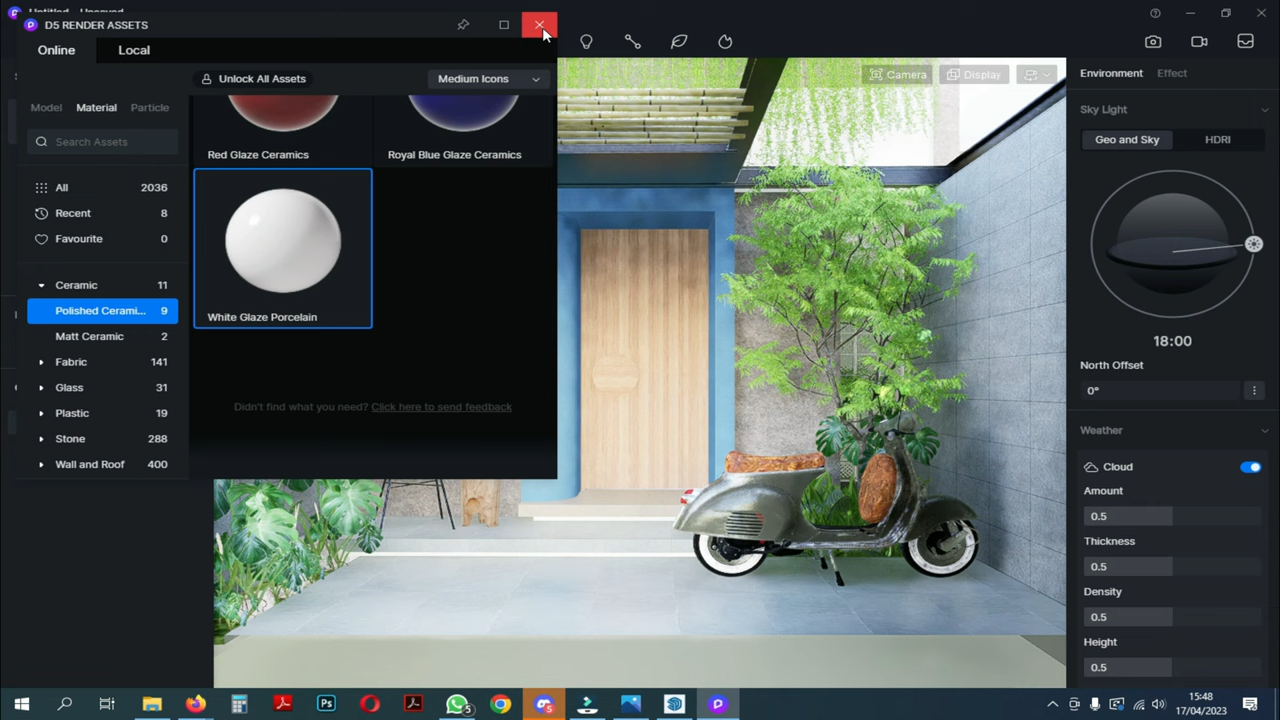 D5 RENDER ASSETS
Online
Local
Unlock All Assets
Medium Icons
Model
Material
Particle
Search Assets
All 2036
Recent 8
Favourite 0
Ceramic 11
Polished Cerami... 9
Matt Ceramic 2
Fabric 141
Glass 31
Plastic 19
Stone 288
Wall and Roof 400
Red Glaze Ceramics
Royal Blue Glaze Ceramics
White Glaze Porcelain
Didn't find what you need? Click here to send feedback
Camera
Display
Environment
Effect
Sky Light
Geo and Sky
HDRI
18:00
North Offset
0°
Weather
Cloud
Amount
0.5
Thickness
0.5
Density
0.5
Height
0.5
Ps
5
5
15:48
17/04/2023